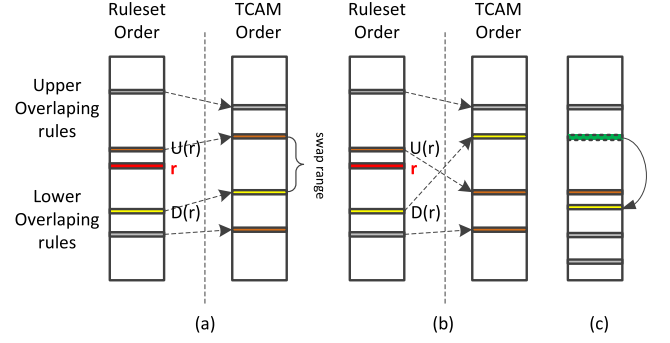 Ruleset
Order
TCAM
Order
Ruleset
Order
TCAM
Order
Upper
Overlaping
rules
U(r)
r
swap range
U(r)
r
Lower
Overlaping
rules
D(r)
D(r)
(a)
(b)
(c)